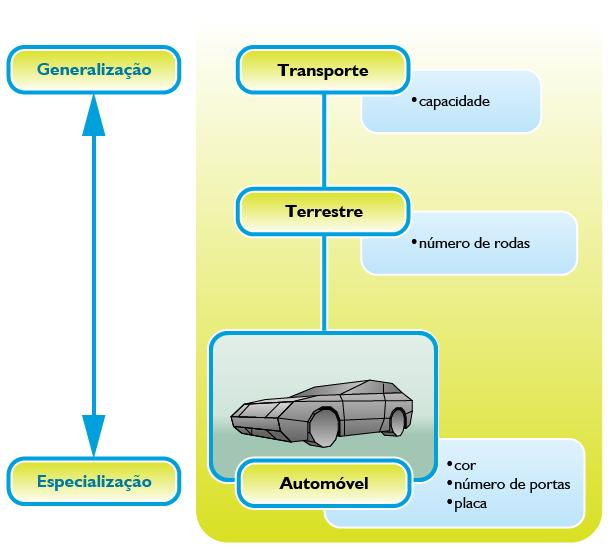 Generalização
Transporte
•capacidade
Terrestre
•número de rodas
•cor
•número de portas
•placa
Automóvel
Especialização